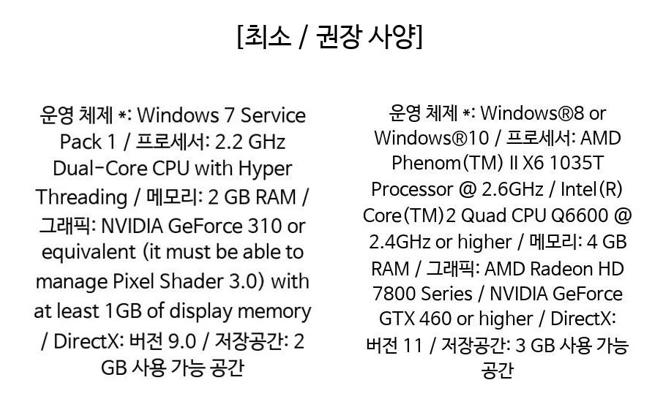 [최소 / 권장 사양]
운영 체제 *: Windows 7 Service
Pack 1 / 프로세서: 2.2 GHz
Dual-Core CPU with Hyper
Threading / 메모리: 2 GB RAM /
그래픽: NVIDIA GeForce 310 or
equivalent (it must be able to
manage Pixel Shader 3.0) with
at least 1GB of display memory
/ DirectX: 버전 9.0 / 저장공간: 2
GB 사용 가능 공간
운영 체제 *: Windows®8 or
Windows®10 / 프로세서: AMD
Phenom(TM) II X6 1035T
Processor @ 2.6GHz / Intel(R)
Core(TM)2 Quad CPU Q6600 @
2.4GHz or higher / 메모리: 4 GB
RAM / 그래픽: AMD Radeon HD
7800 Series / NVIDIA GeForce
GTX 460 or higher / DirectX:
버전 11 / 저장공간: 3 GB 사용 가능
공간